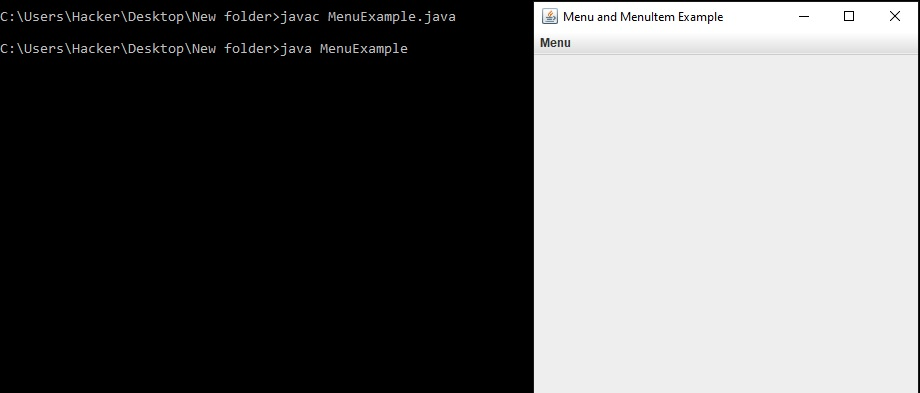 C:\Users\Hacker\Desktop\New folder>javac MenuExample.java
C:\Users\Hacker\Desktop\New folder>java MenuExample
Menu and MenuItem Example
Menu